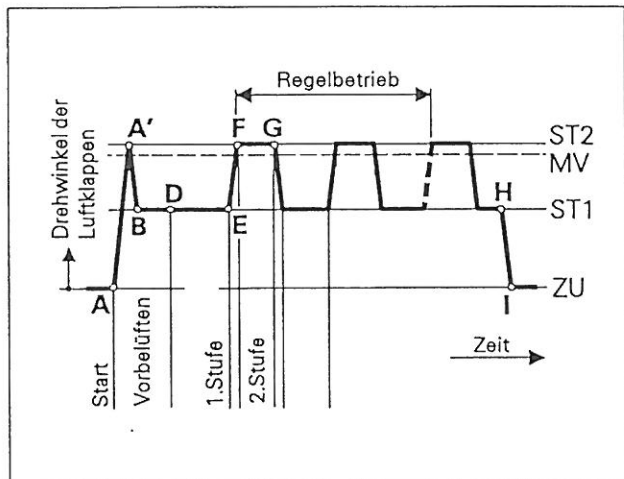 Regelbetrieb
Drehwinkel der
Luftklappen
A'
F
G
ST2
MV
B
D
E
H
ST1
A
I
ZU
Start
Vorbelüften
1.Stufe
2.Stufe
Zeit